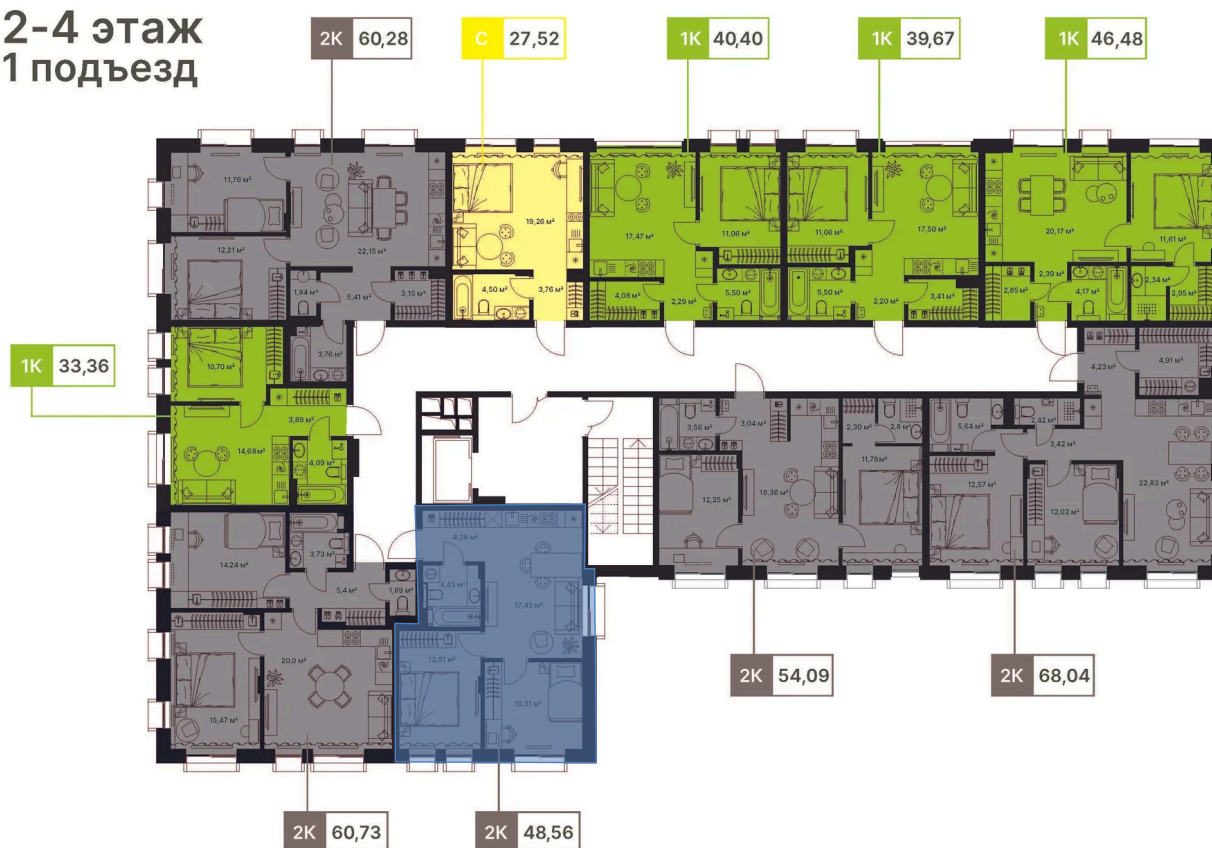 2-4 этаж
1 подъезд
2К 60,28
С 27,52
1К 40,40
1К 39,67
1К 46,48
11,76 м²
12,21 м²
22,15 м²
1,84 м²
5,41 м²
3,15 м²
3,76 м²
19,26 м²
4,50 м²
3,76 м²
17,47 м²
11,06 м²
4,08 м²
2,29 м²
5,50 м²
11,06 м²
17,50 м²
5,50 м²
2,20 м²
3,41 м²
20,17 м²
11,61 м²
2,85 м²
2,39 м²
4,17 м²
2,34 м²
2,95 м²
1К 33,36
10,70 м²
3,89 м²
14,68 м²
4,09 м²
4,23 м²
4,91 м²
3,56 м²
3,04 м²
2,30 м²
2,8 м²
5,64 м²
2,42 м²
3,42 м²
12,25 м²
18,36 м²
11,78 м²
12,57 м²
12,02 м²
22,83 м²
14,24 м²
3,73 м²
5,4 м²
1,89 м²
15,47 м²
20,0 м²
4,38 м²
4,43 м²
17,43 м²
12,01 м²
10,31 м²
2К 54,09
2К 68,04
2К 60,73
2К 48,56